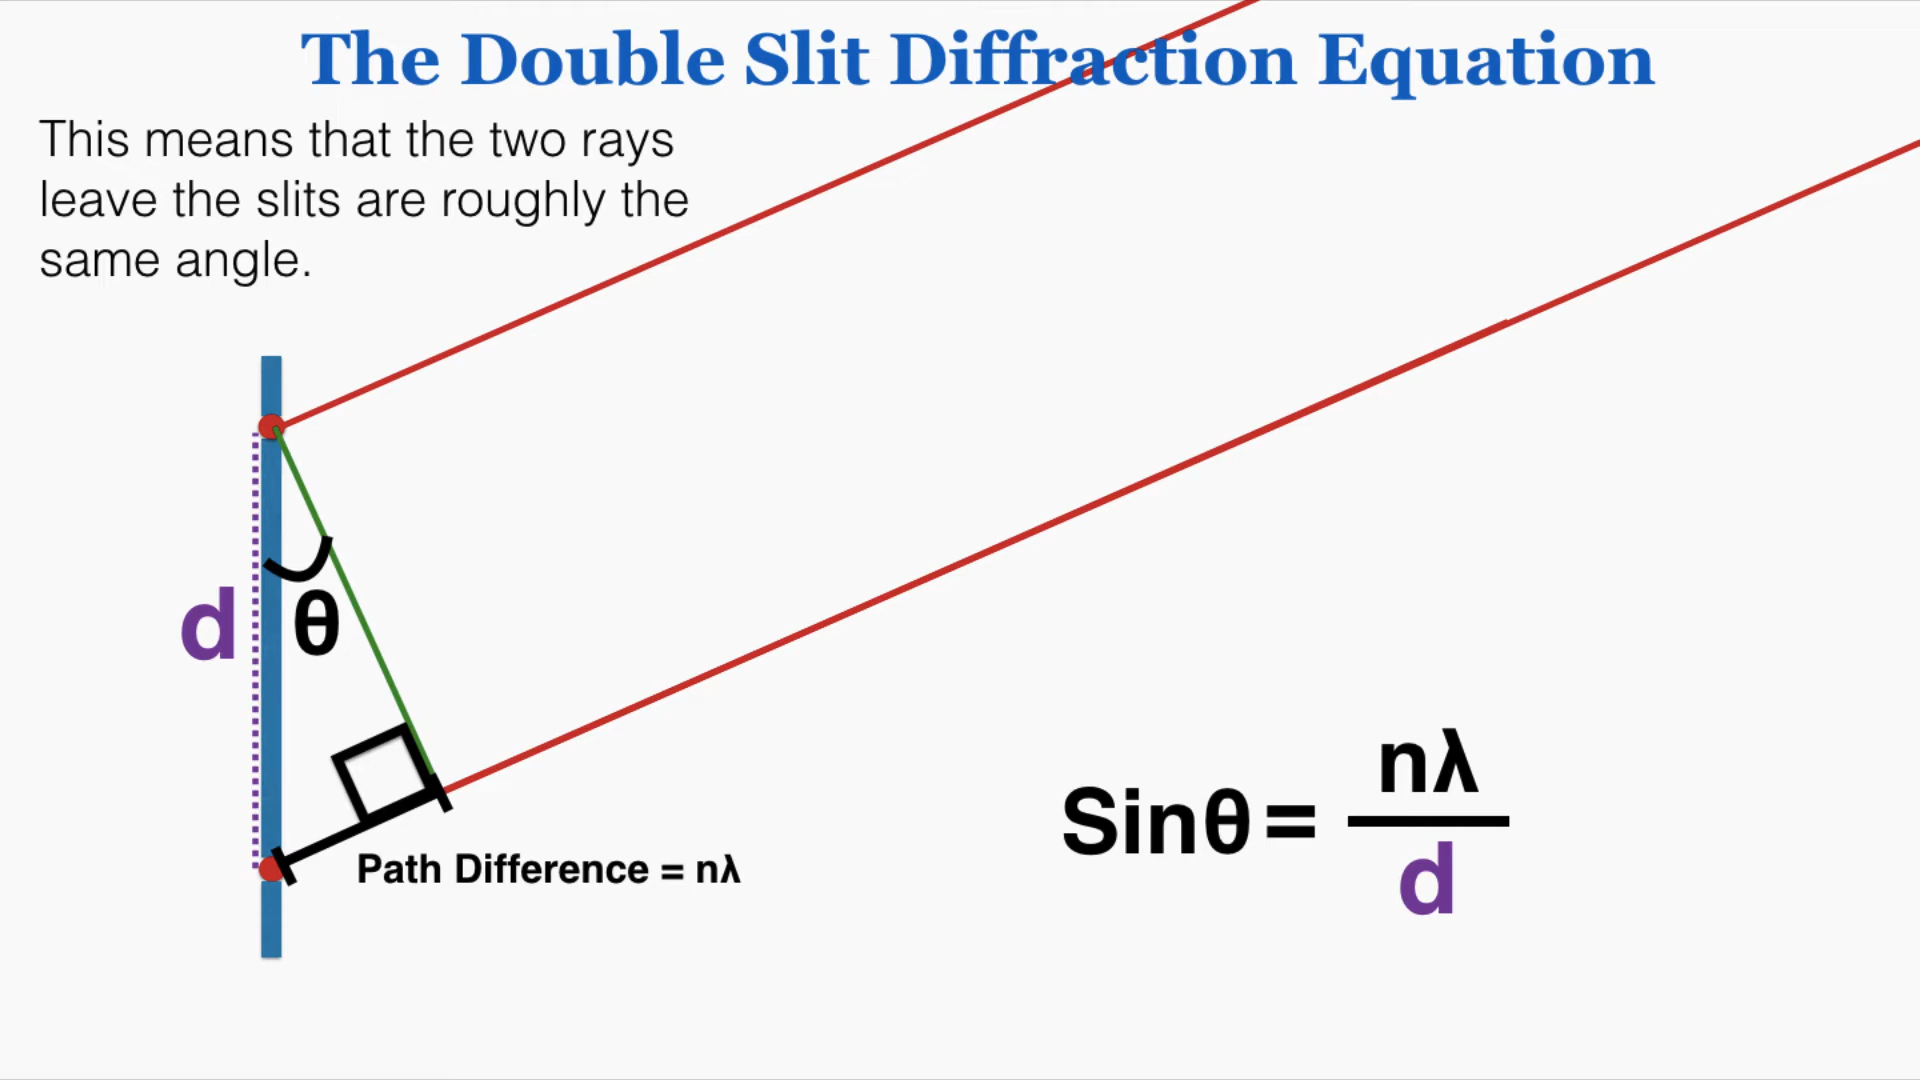 The Double Slit Diffraction Equation
This means that the two rays
leave the slits are roughly the
same angle.
d
θ
Path Difference = nλ
Sinθ = nλ
d